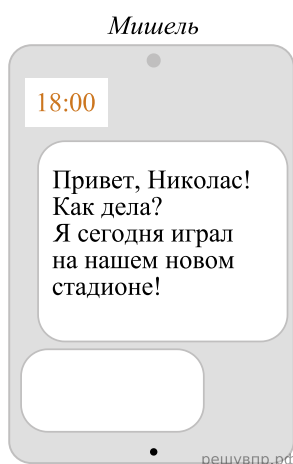 Мишель
18:00
Привет, Николас!
Как дела?
Я сегодня играл
на нашем новом
стадионе!
решувпр.рф